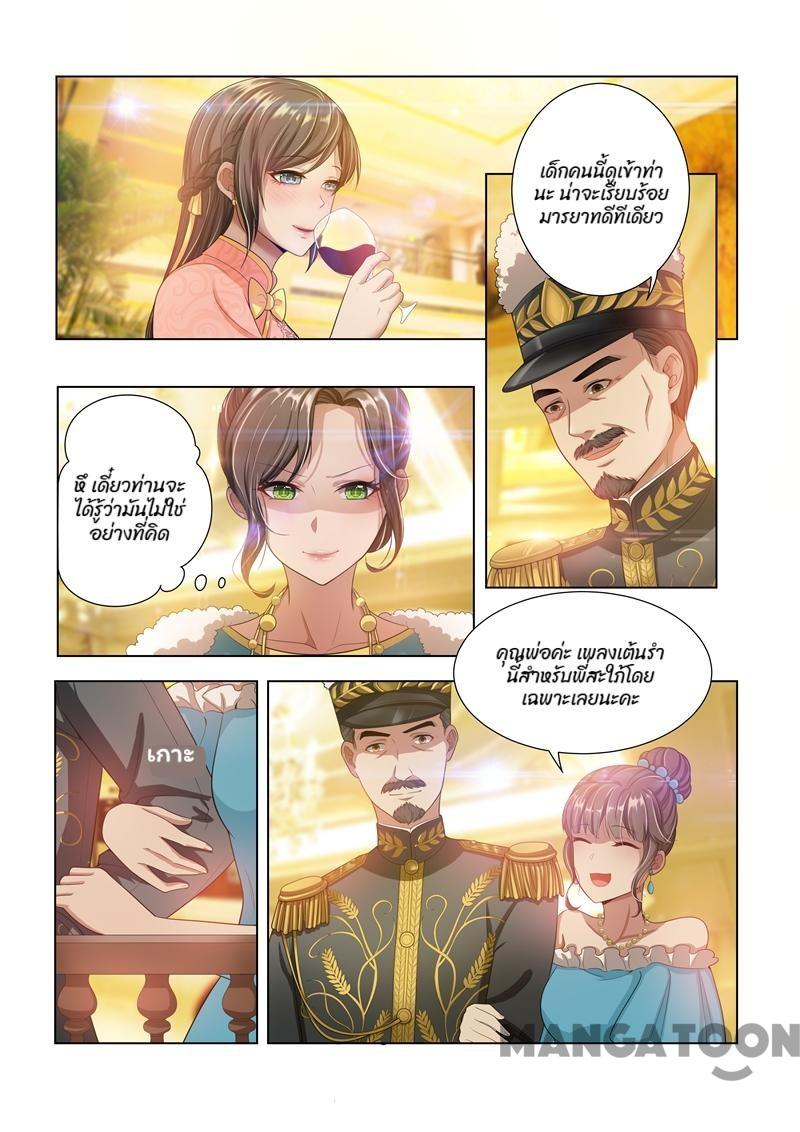 เด็กคนนี้ดูเข้าท่า
นะ น่าจะเรียบร้อย
มารยาทดีทีเดียว
หึ เดี๋ยวท่านจะ
ได้รู้ว่ามันไม่ใช่
อย่างที่คิด
คุณพ่อค่ะ เพลงเต้นรำ
นี้สำหรับพี่สะใภ้โดย
เฉพาะเลยนะคะ
เกาะ
MANGATOON